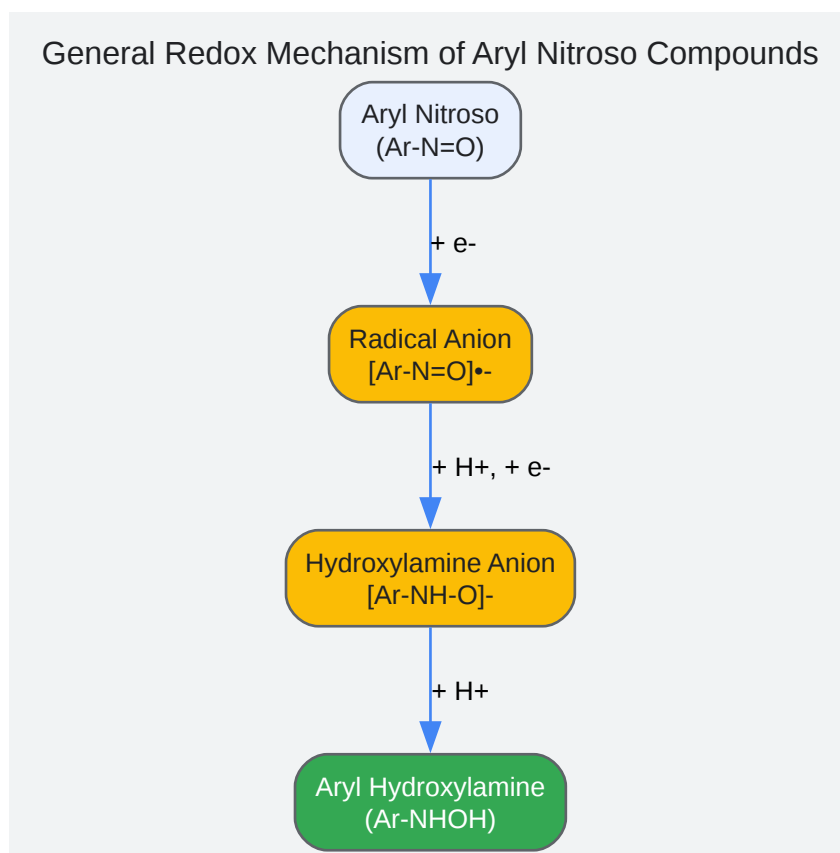 General Redox Mechanism of Aryl Nitroso Compounds
Aryl Nitroso
(Ar-N=O)
+ e-
Radical Anion
[Ar-N=O]•-
+ H+, + e-
Hydroxylamine Anion
[Ar-NH-O]-
+ H+
Aryl Hydroxylamine
(Ar-NHOH)